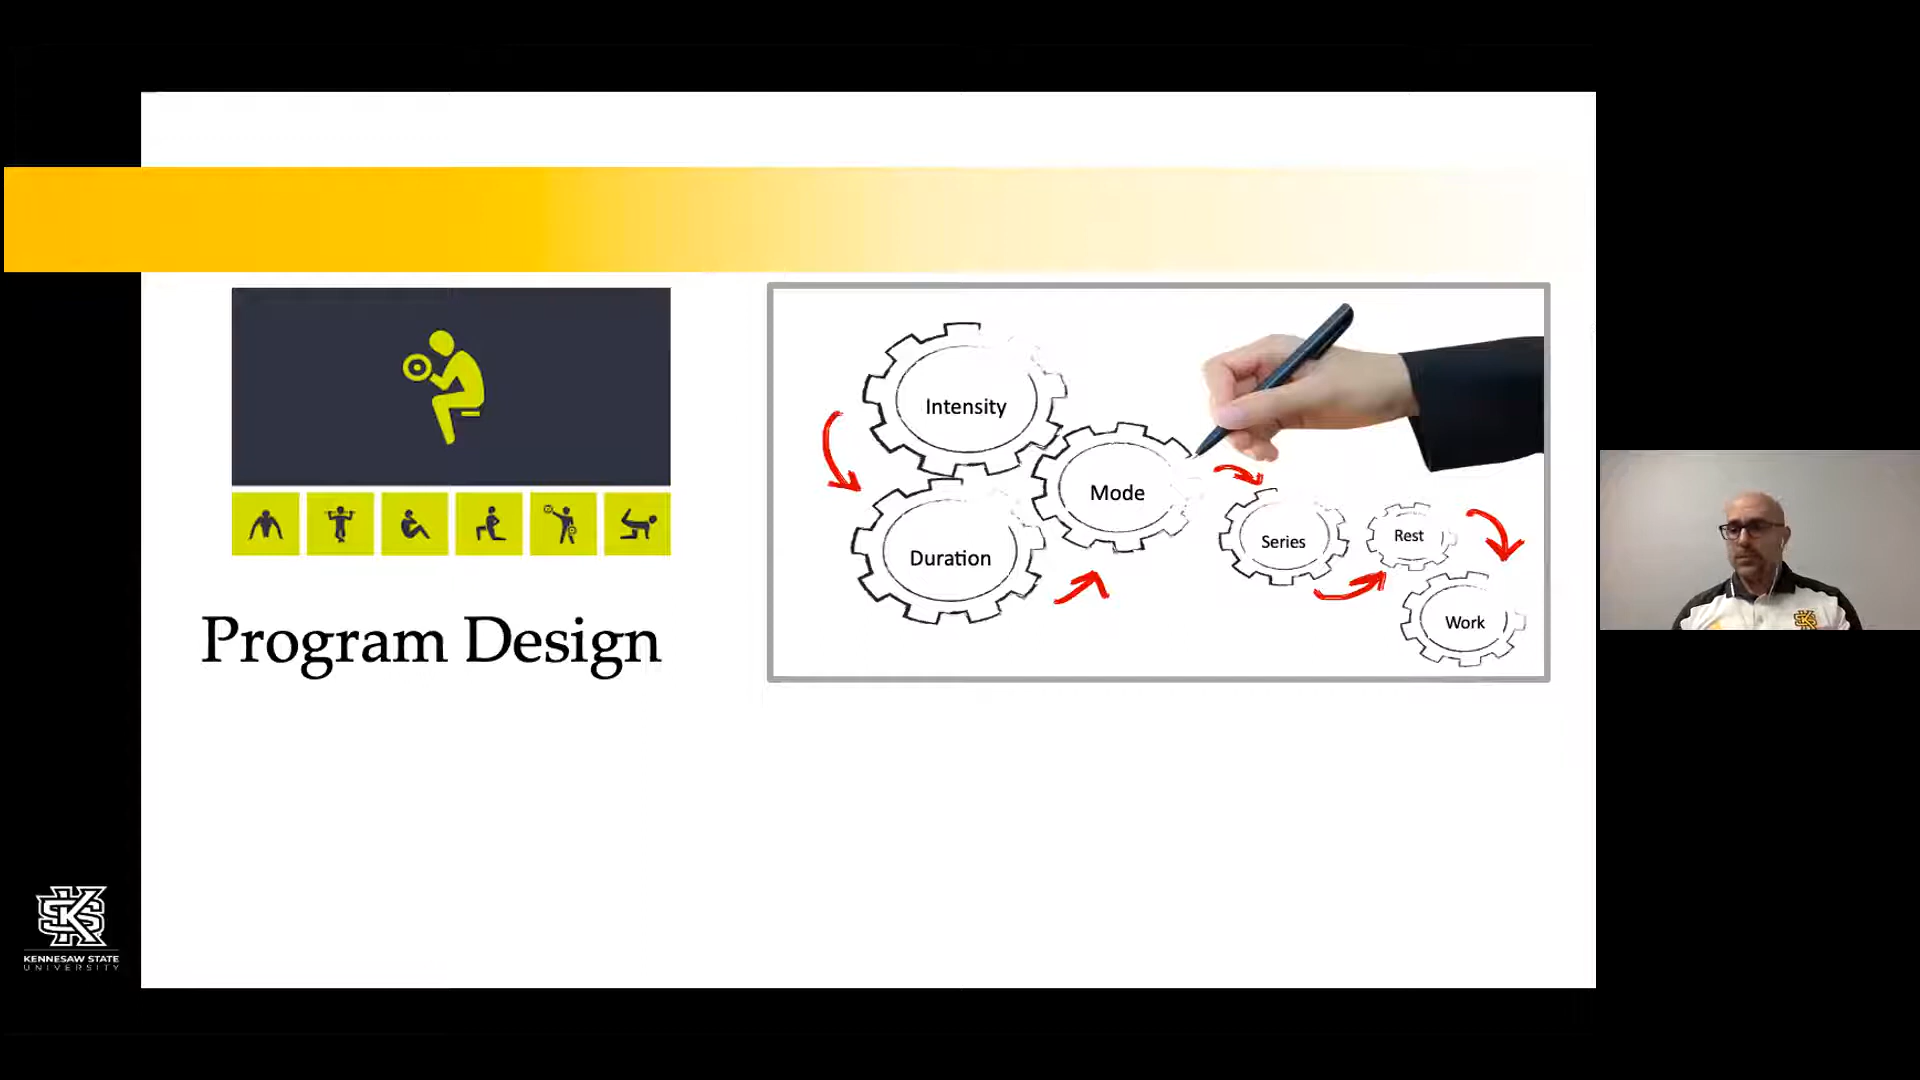 Intensity
Mode
Duration
Series
Rest
Work
Program Design
KENNESAW STATE
UNIVERSITY